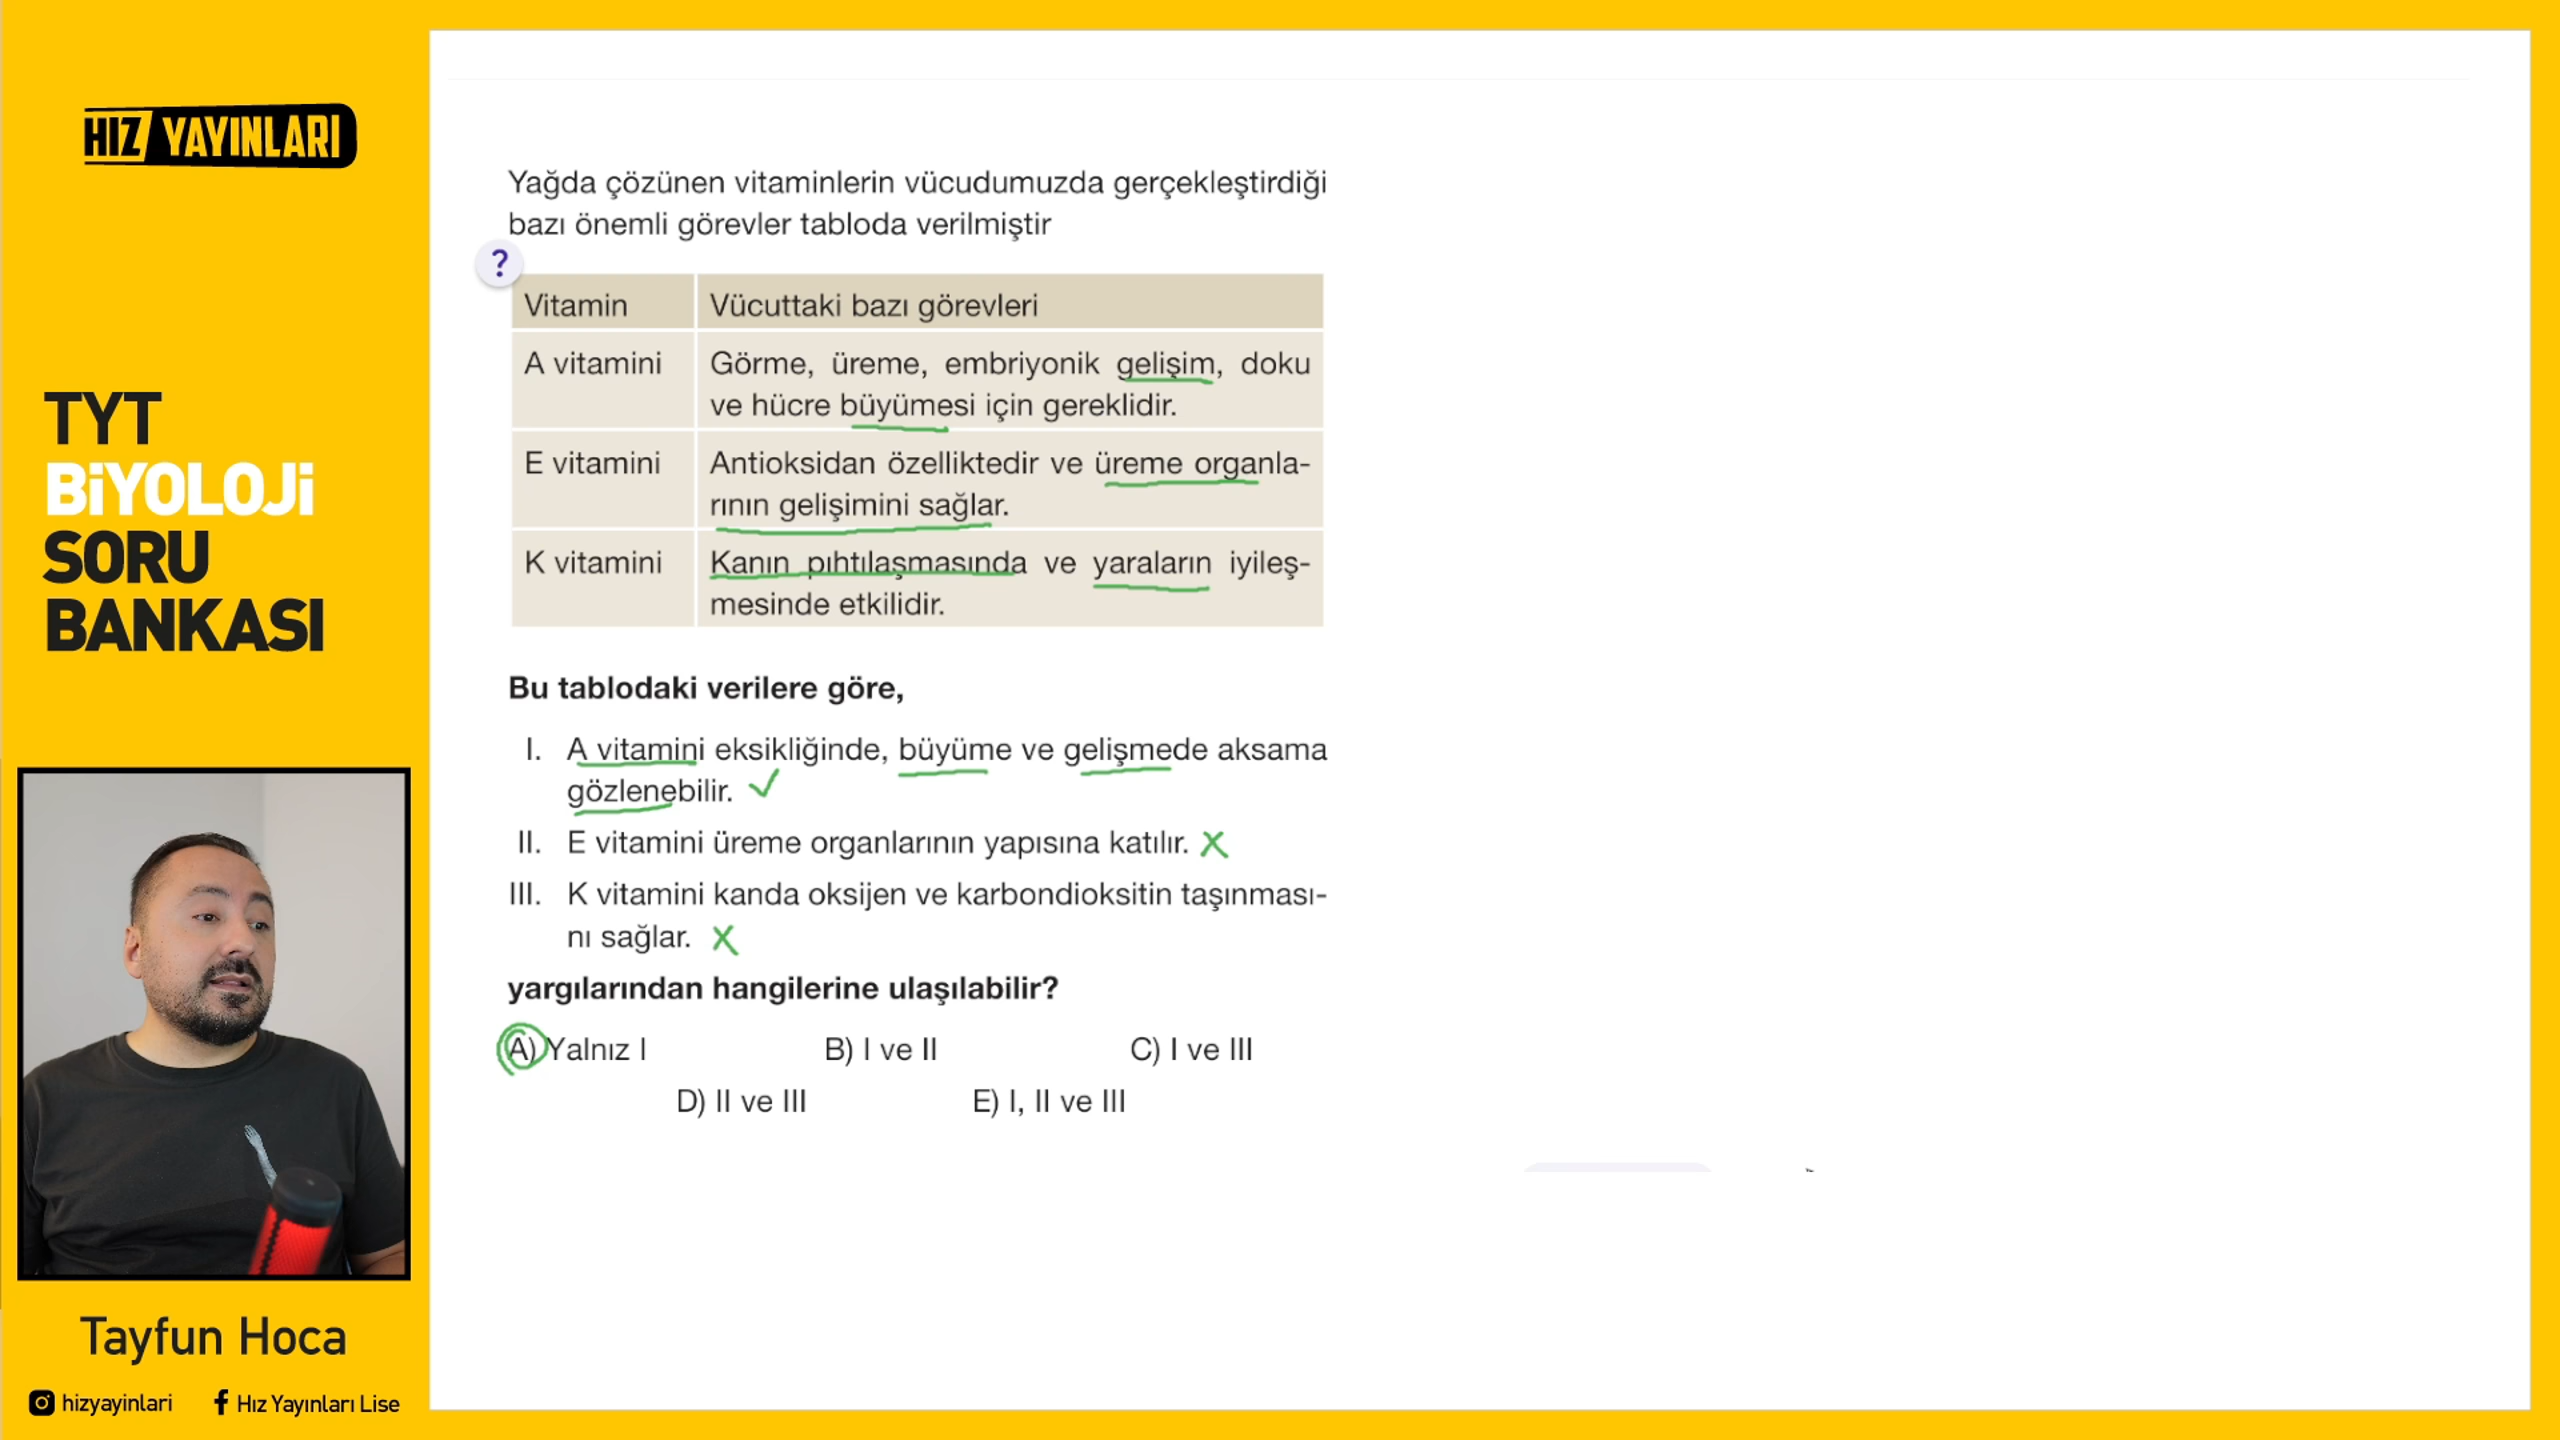 HIZ YAYINLARI
TYT
BİYOLOJİ
SORU
BANKASI
Tayfun Hoca
hizyayinlari
Hız Yayınları Lise
Yağda çözünen vitaminlerin vücudumuzda gerçekleştirdiği
bazı önemli görevler tabloda verilmiştir
?
Vitamin Vücuttaki bazı görevleri
A vitamini Görme, üreme, embriyonik gelişim, doku
ve hücre büyümesi için gereklidir.
E vitamini Antioksidan özelliktedir ve üreme organla-
rının gelişimini sağlar.
K vitamini Kanın pıhtılaşmasında ve yaraların iyileş-
mesinde etkilidir.
Bu tablodaki verilere göre,
I. A vitamini eksikliğinde, büyüme ve gelişmede aksama
gözlenebilir.
II. E vitamini üreme organlarının yapısına katılır.
III. K vitamini kanda oksijen ve karbondioksitin taşınması-
nı sağlar.
yargılarından hangilerine ulaşılabilir?
A) Yalnız I B) I ve II C) I ve III
D) II ve III E) I, II ve III